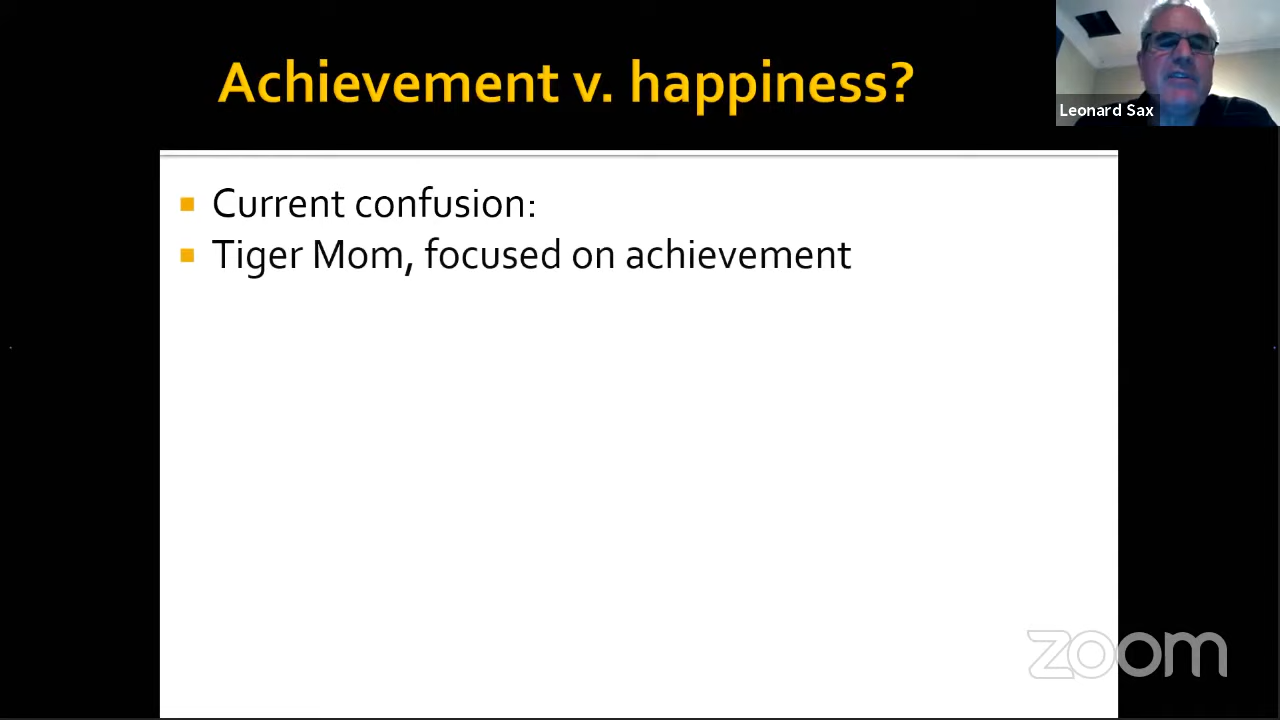 Achievement v. happiness?
Leonard Sax
Current confusion:
Tiger Mom, focused on achievement
zoom